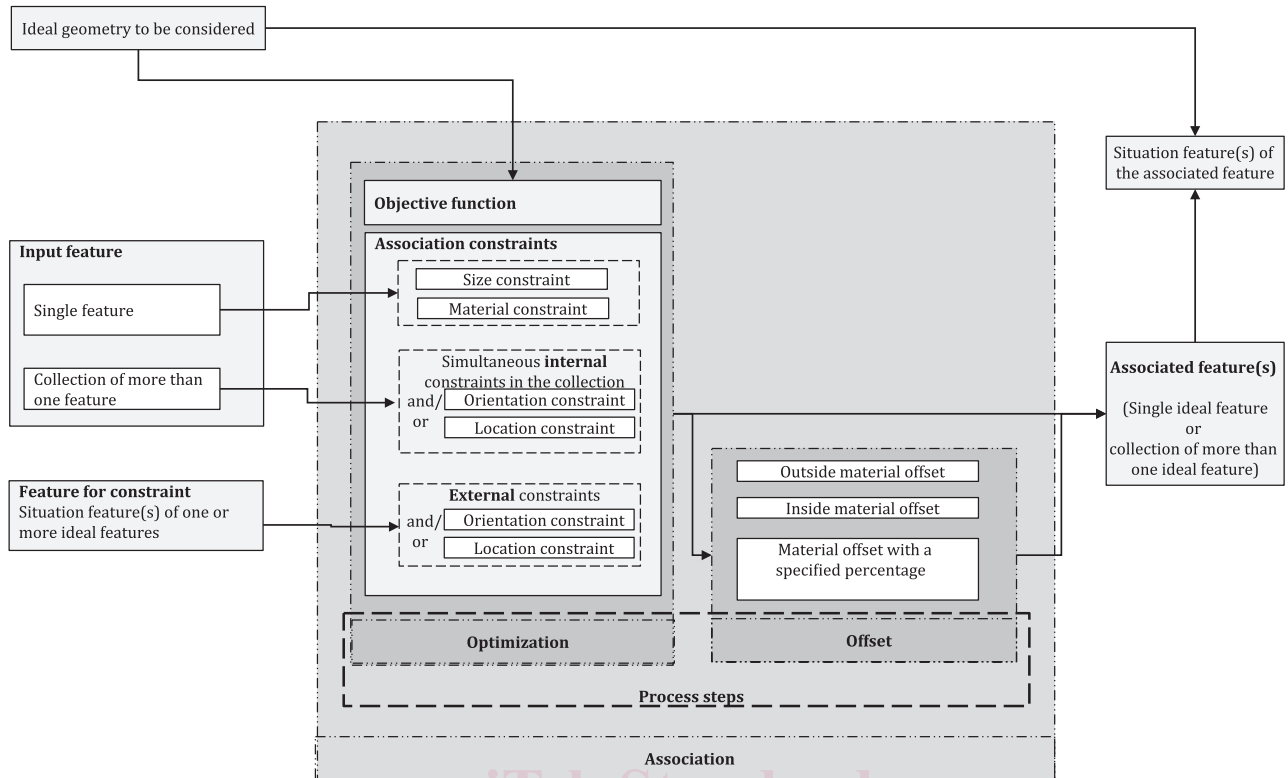 Ideal geometry to be considered
Situation feature(s) of
the associated feature
Objective function
Association constraints
Size constraint
Material constraint
Input feature
Single feature
Collection of more than
one feature
Simultaneous internal
constraints in the collection
and/
or
Orientation constraint
Location constraint
Feature for constraint
Situation feature(s) of one or
more ideal features
External constraints
and/
or
Orientation constraint
Location constraint
Outside material offset
Inside material offset
Material offset with a
specified percentage
Associated feature(s)
(Single ideal feature
or
collection of more than
one ideal feature)
Optimization
Offset
Process steps
Association